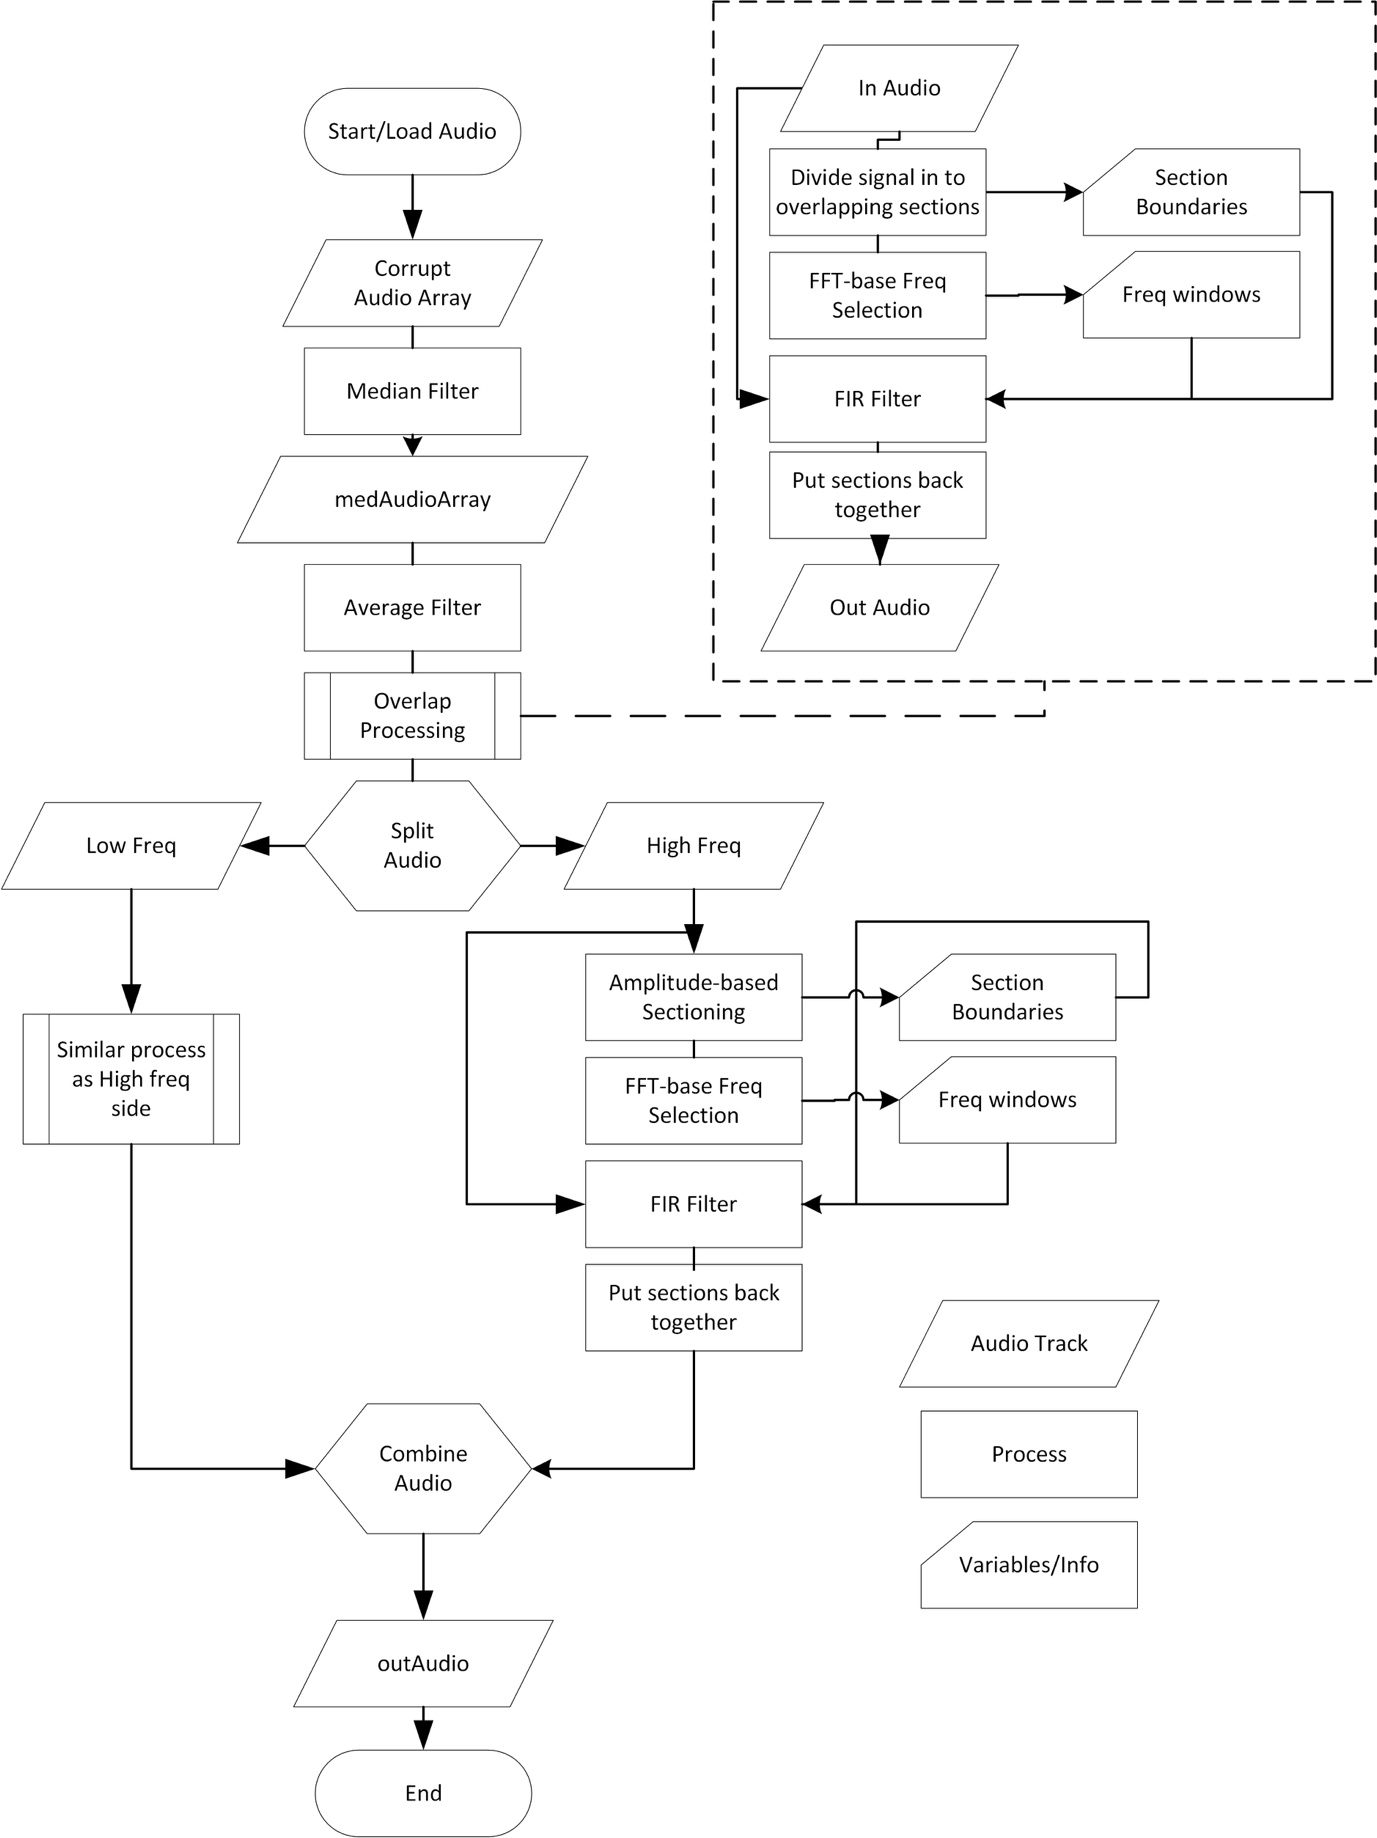 Start/Load Audio
Corrupt
Audio Array
Median Filter
medAudioArray
Average Filter
Overlap
Processing
In Audio
Divide signal in to
overlapping sections
Section
Boundaries
FFT-base Freq
Selection
Freq windows
FIR Filter
Put sections back
together
Out Audio
Split
Audio
Low Freq
High Freq
Similar process
as High freq
side
Amplitude-based
Sectioning
Section
Boundaries
FFT-base Freq
Selection
Freq windows
FIR Filter
Put sections back
together
Combine
Audio
outAudio
End
Audio Track
Process
Variables/Info